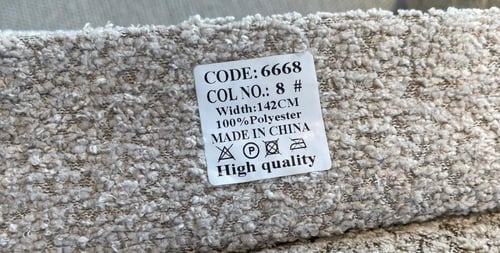 CODE: 6668
COL NO.: 8 #
Width:142CM
100%Polyester
MADE IN CHINA
P
High quality